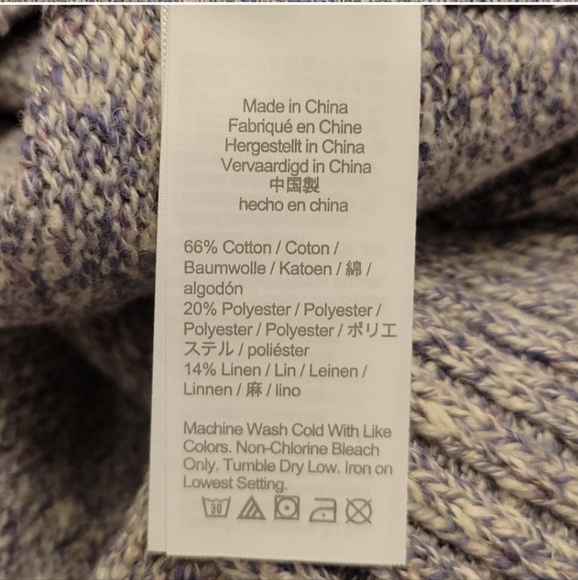 Made in China
Fabriqué en Chine
Hergestellt in China
Vervaardigd in China
中国製
hecho en china
66% Cotton / Coton /
Baumwolle / Katoen / 綿 /
algodón
20% Polyester / Polyester /
Polyester / Polyester / ポリエ
ステル / poliéster
14% Linen / Lin / Leinen /
Linnen / 麻 / lino
Machine Wash Cold With Like
Colors. Non-Chlorine Bleach
Only. Tumble Dry Low. Iron on
Lowest Setting.
30